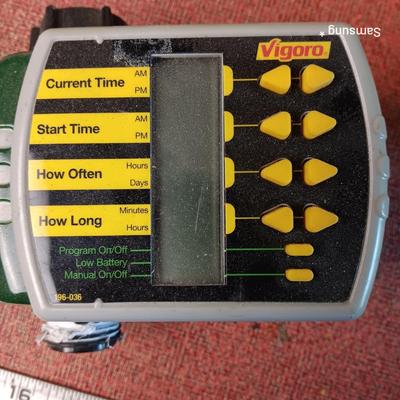 Samsung
Vigoro
Current Time AM PM
Start Time AM PM
How Often Hours Days
How Long Minutes Hours
Program On/Off
Low Battery
Manual On/Off
196-036
16